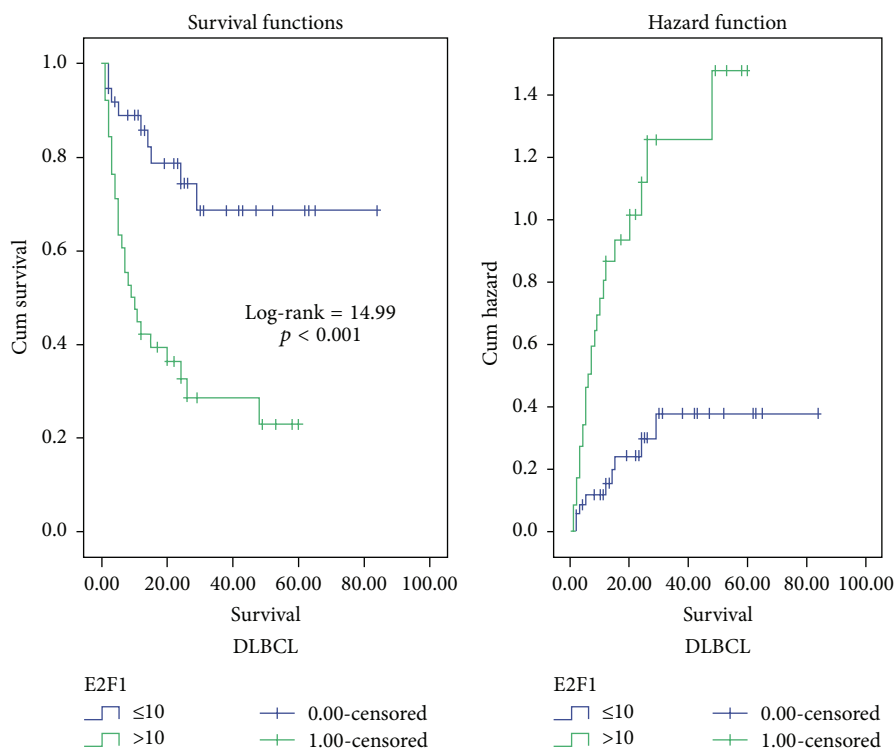 Survival functions
Cum survival
1.0
0.8
0.6
0.4
0.2
0.0
Log-rank = 14.99
p < 0.001
0.00 20.00 40.00 60.00 80.00 100.00
Survival
DLBCL
E2F1
≤10 0.00-censored
>10 1.00-censored
Hazard function
Cum hazard
1.4
1.2
1.0
0.8
0.6
0.4
0.2
0.0
0.00 20.00 40.00 60.00 80.00 100.00
Survival
DLBCL
E2F1
≤10 0.00-censored
>10 1.00-censored